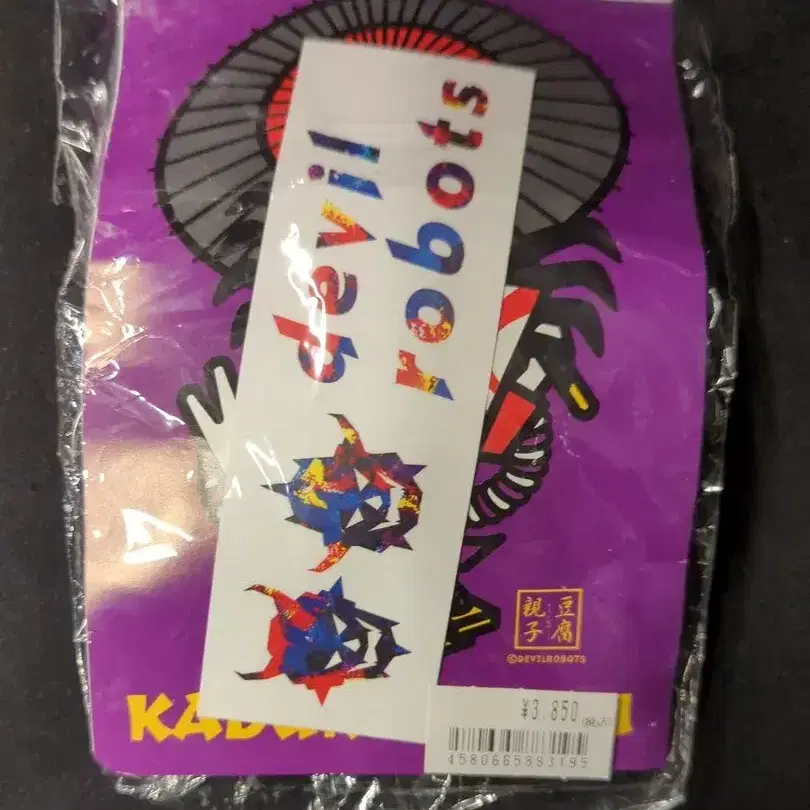 devil
robots
豆腐
親子
©DEVILROBOTS
¥3,850
4580665883195